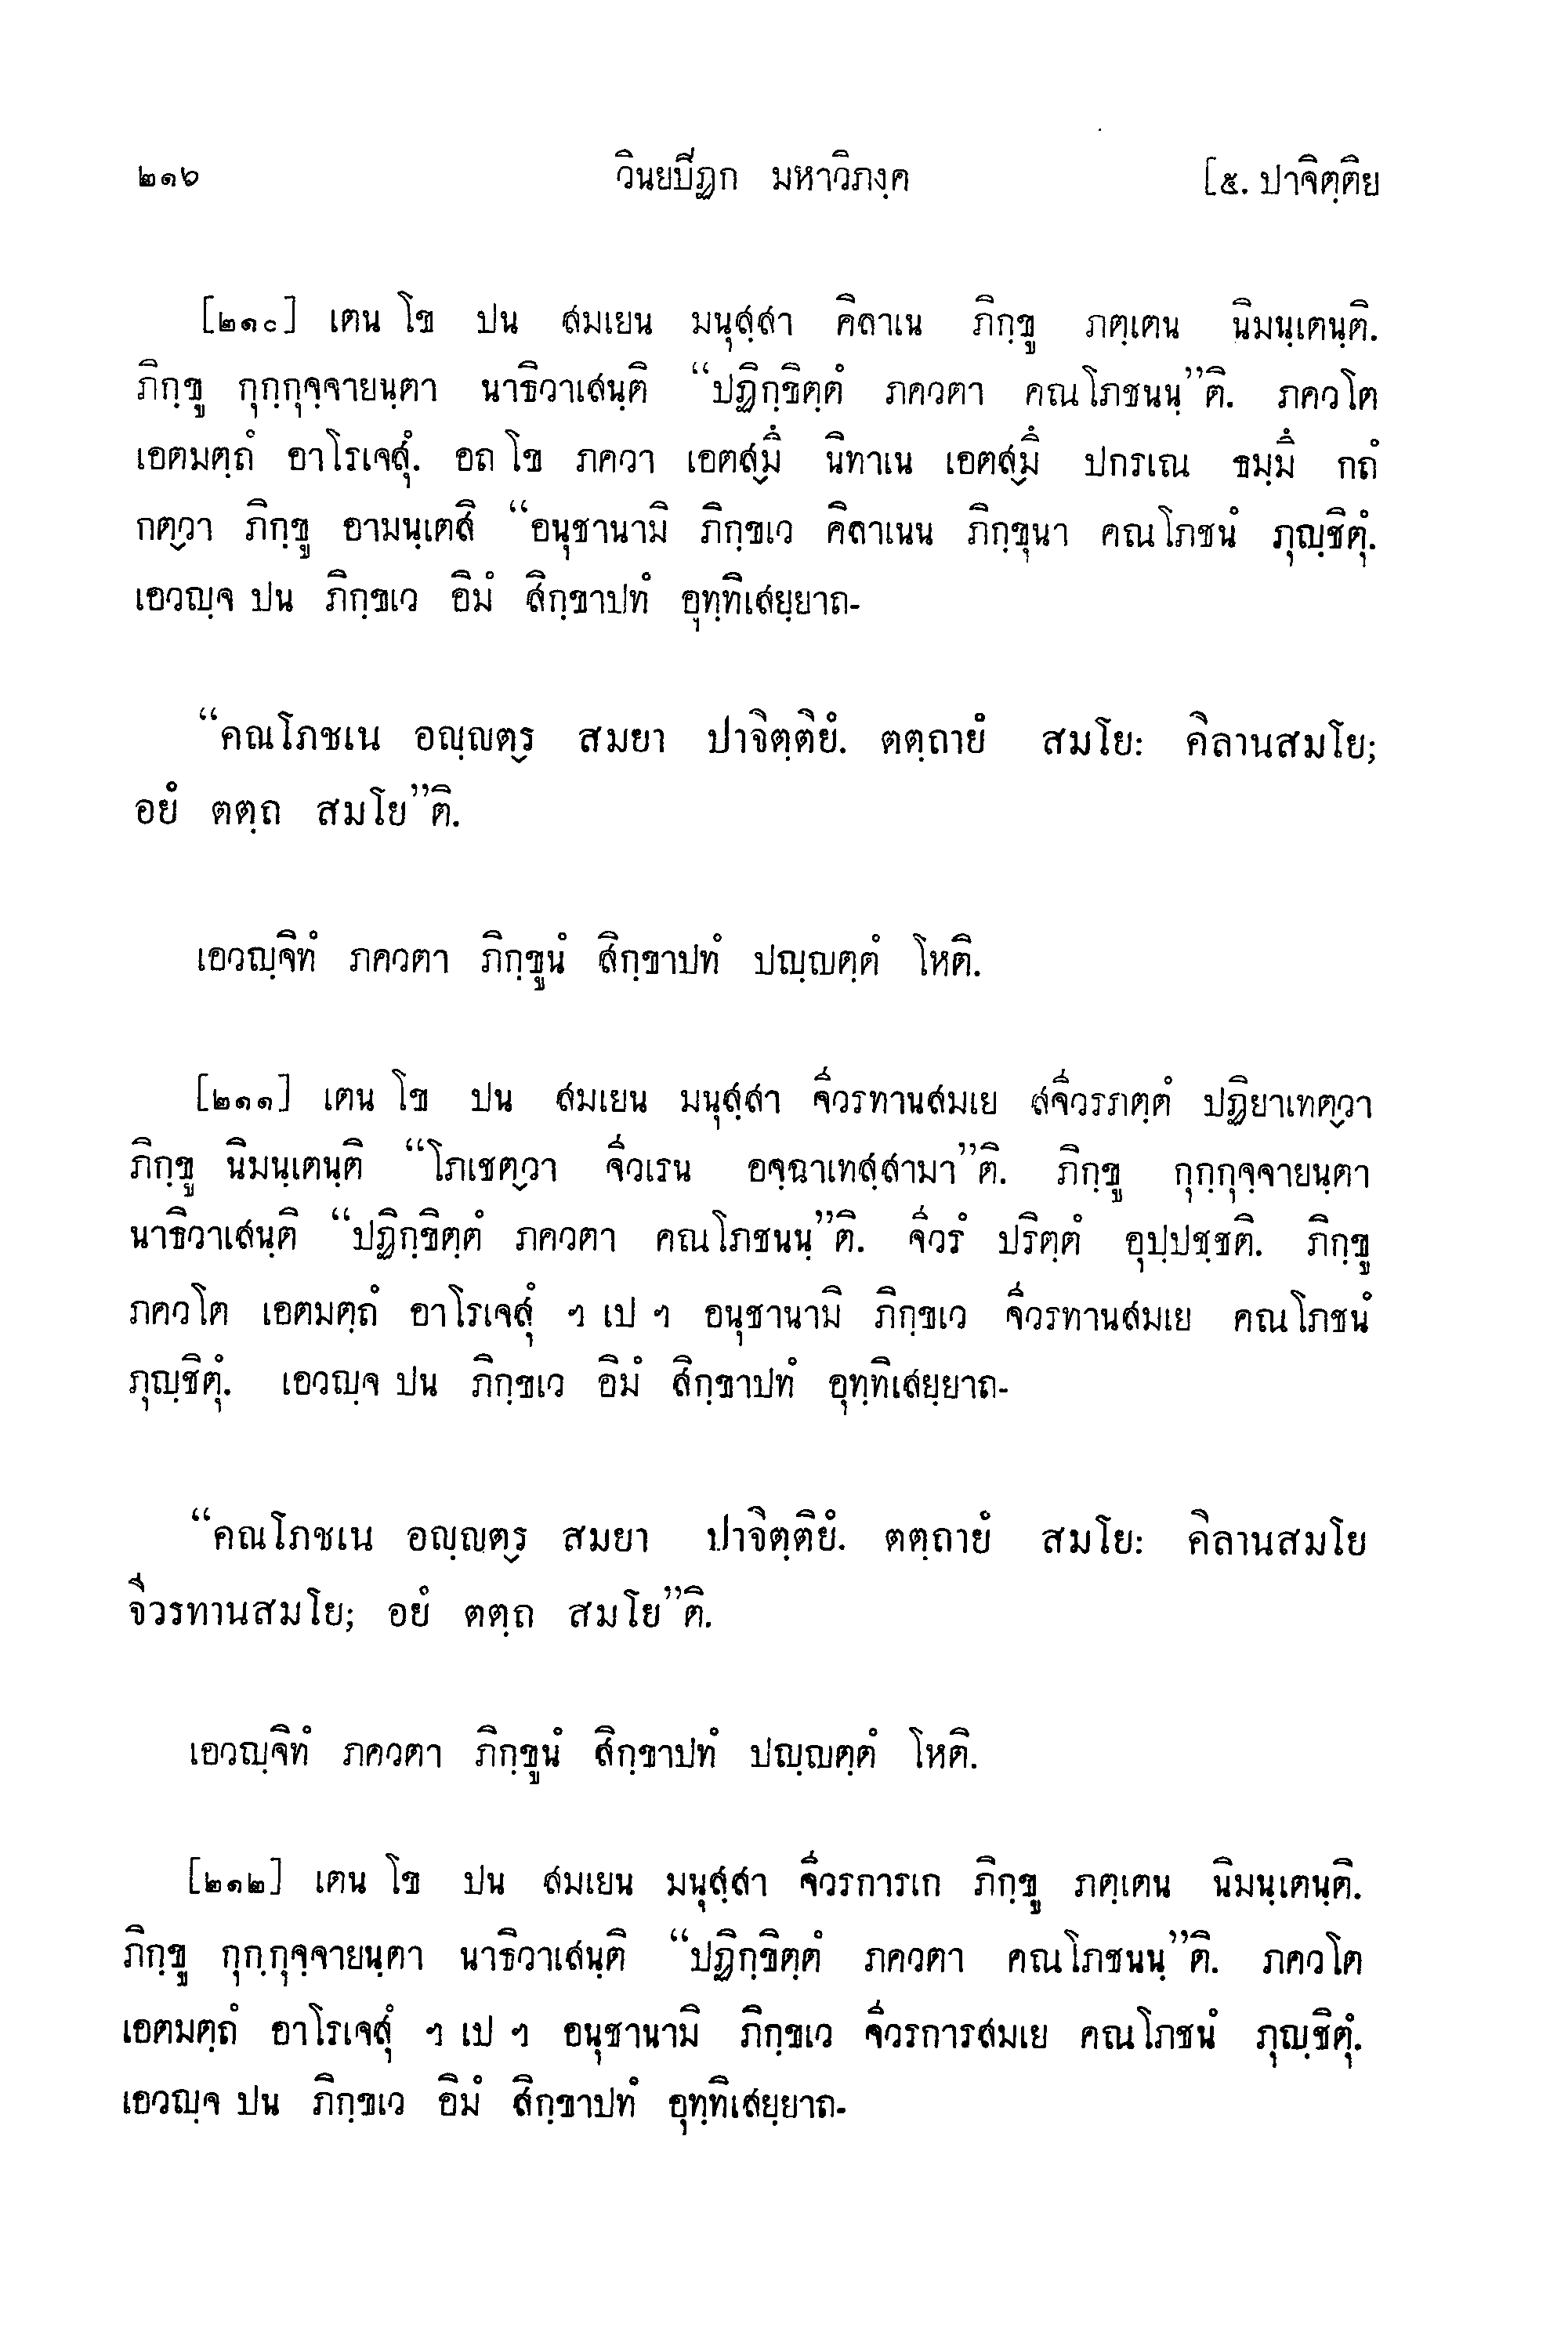 ๒๑๖ วินยปิฏก มหาวิภงฺค [๕. ปาจิตฺติย
[๒๑๐] เตน โข ปน สมเยน มนุสฺสา คิลาเน ภิกฺขู ภตฺเตน นิมนฺเตนฺติ.
ภิกฺขู กุกฺกุจฺจายนฺตา นาธิวาเสนฺติ “ปฏิกฺขิตฺตํ ภควตา คณโภชนนฺ”ติ. ภควโต
เอตมตฺถํ อาโรเจสุํ. อถ โข ภควา เอตส๎มึ นิทาเน เอตส๎มึ ปกรเณ ธมฺมึ กถํ
กต๎วา ภิกฺขู อามนฺเตสิ “อนุชานามิ ภิกฺขเว คิลาเนน ภิกฺขุนา คณโภชนํ ภุญฺชิตุํ.
เอวญฺจ ปน ภิกฺขเว อิมํ สิกฺขาปทํ อุทฺทิเสยฺยาถ-
“คณโภชเน อญฺญตร๎ สมยา ปาจิตฺติยํ. ตตฺถายํ สมโย: คิลานสมโย;
อยํ ตตฺถ สมโย”ติ.
เอวญฺจิทํ ภควตา ภิกฺขูนํ สิกฺขาปทํ ปญฺญตฺตํ โหติ.
[๒๑๑] เตน โข ปน สมเยน มนุสฺสา จีวรทานสมเย สจีวรภตฺตํ ปฏิยาเทต๎วา
ภิกฺขู นิมนฺเตนฺติ “โภเชต๎วา จีวเรน อจฺฉาเทสฺสามา”ติ. ภิกฺขู กุกฺกุจฺจายนฺตา
นาธิวาเสนฺติ “ปฏิกฺขิตฺตํ ภควตา คณโภชนนฺ”ติ. จีวรํ ปริตฺตํ อุปฺปชฺชติ. ภิกฺขู
ภควโต เอตมตฺถํ อาโรเจสุํ ฯ เป ฯ อนุชานามิ ภิกฺขเว จีวรทานสมเย คณโภชนํ
ภุญฺชิตุํ. เอวญฺจ ปน ภิกฺขเว อิมํ สิกฺขาปทํ อุทฺทิเสยฺยาถ-
“คณโภชเน อญฺญตร๎ สมยา ปาจิตฺติยํ. ตตฺถายํ สมโย: คิลานสมโย
จีวรทานสมโย; อยํ ตตฺถ สมโย”ติ.
เอวญฺจิทํ ภควตา ภิกฺขูนํ สิกฺขาปทํ ปญฺญตฺตํ โหติ.
[๒๑๒] เตน โข ปน สมเยน มนุสฺสา จีวรการเก ภิกฺขู ภตฺเตน นิมนฺเตนฺติ.
ภิกฺขู กุกฺกุจฺจายนฺตา นาธิวาเสนฺติ “ปฏิกฺขิตฺตํ ภควตา คณโภชนนฺ”ติ. ภควโต
เอตมตฺถํ อาโรเจสุํ ฯ เป ฯ อนุชานามิ ภิกฺขเว จีวรการสมเย คณโภชนํ ภุญฺชิตุํ.
เอวญฺจ ปน ภิกฺขเว อิมํ สิกฺขาปทํ อุทฺทิเสยฺยาถ-